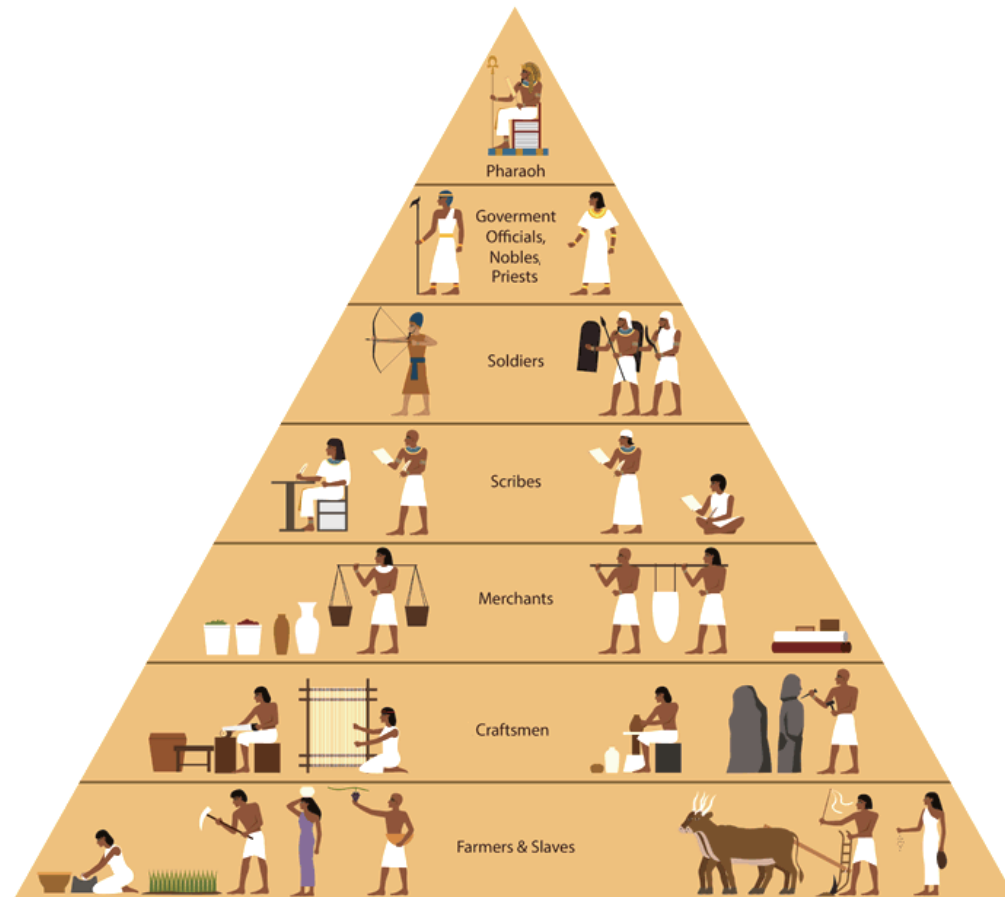 Pharaoh
Goverment
Officials,
Nobles,
Priests
Soldiers
Scribes
Merchants
Craftsmen
Farmers & Slaves